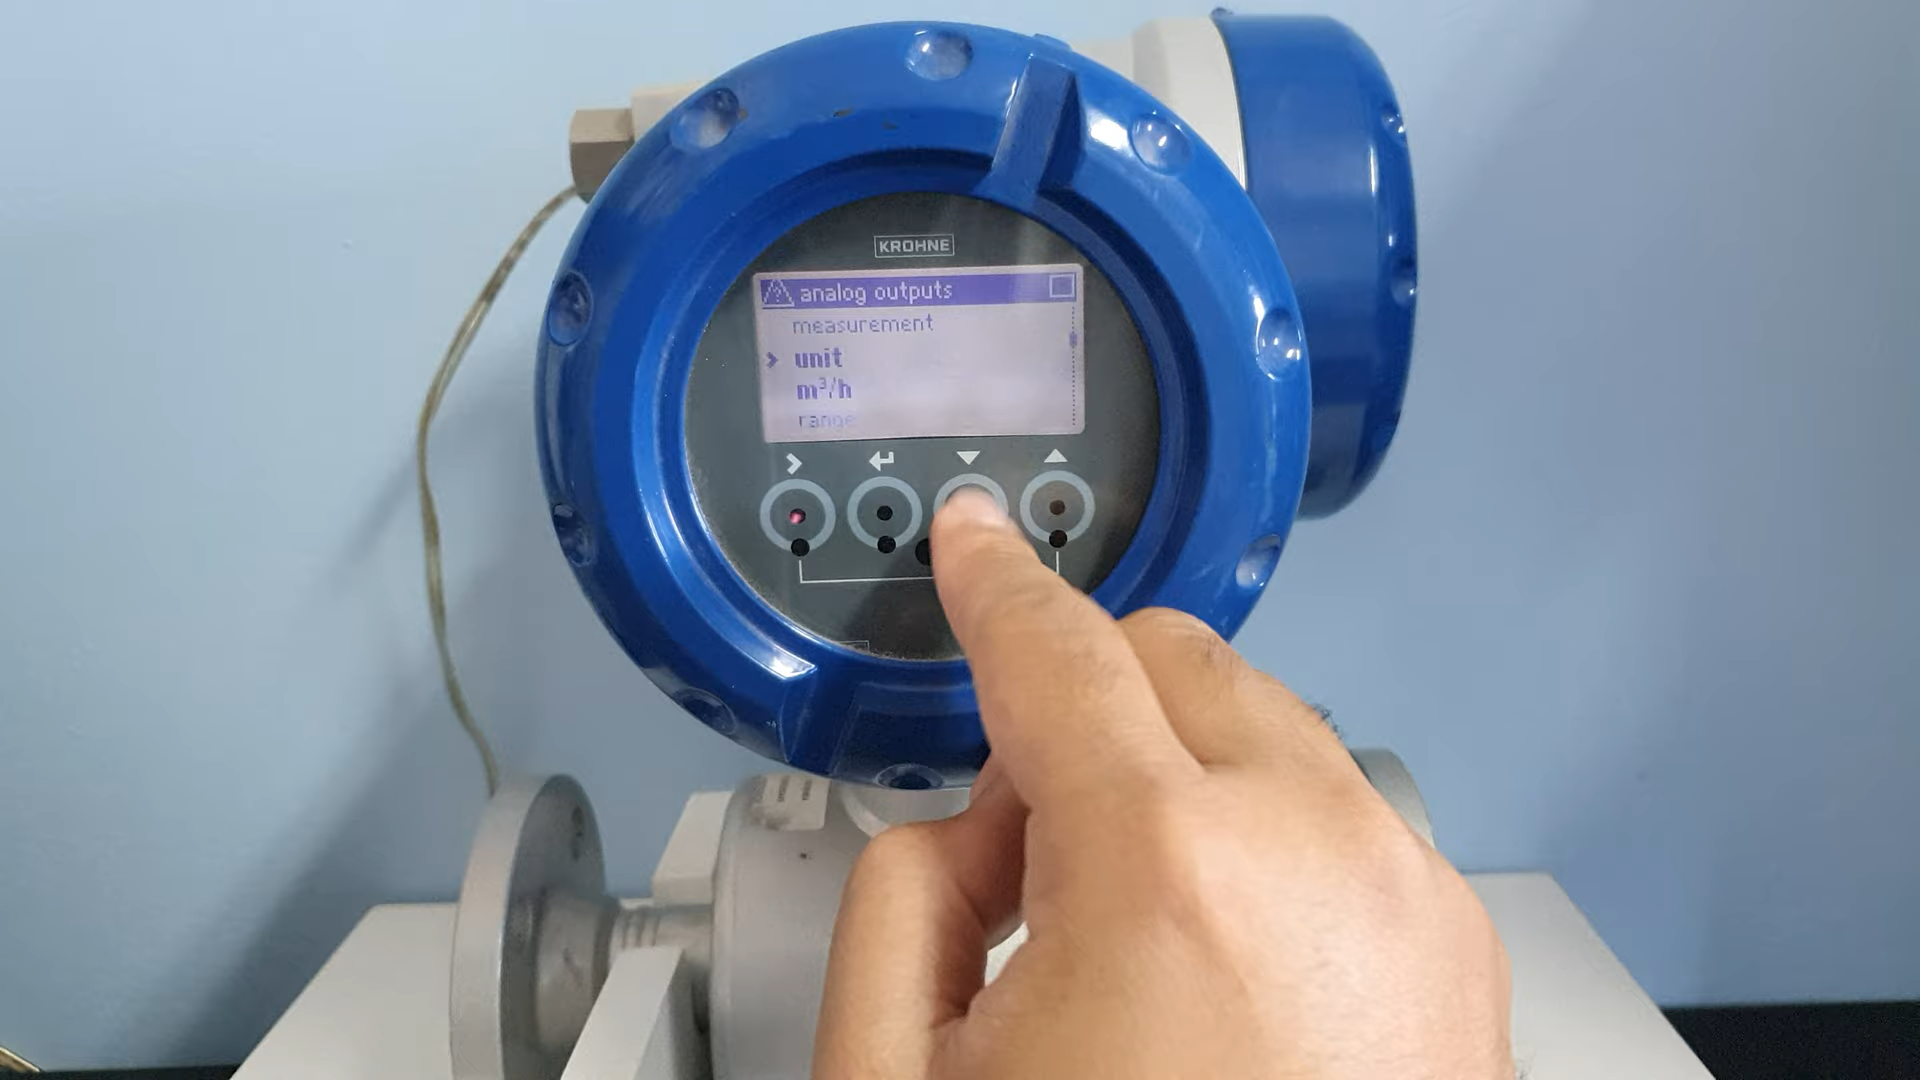 KROHNE
analog outputs
measurement
> unit
m³/h
range